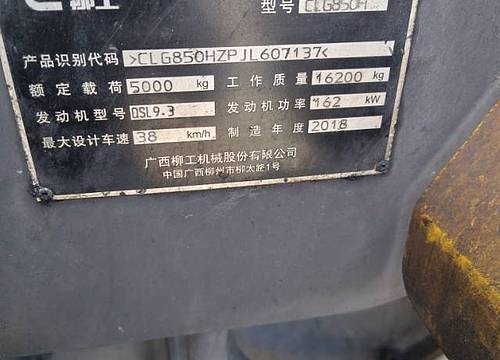 柳工 型号 CLG850H
产品识别代码 >CLG850HZPJL607137<
额定载荷 5000 kg 工作质量 16200 kg
发动机型号 QSL9.3 发动机功率 162 kW
最大设计车速 38 km/h 制造年度 2018
广西柳工机械股份有限公司
中国广西柳州市柳太路1号